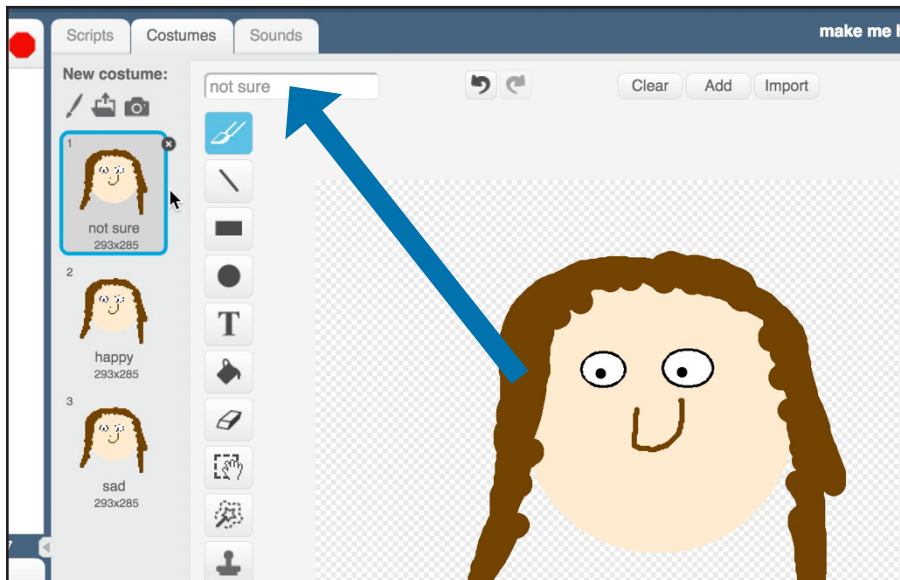 make me h
Scripts
Costumes
Sounds
New costume:
not sure
Clear
Add
Import
1
not sure
293x285
2
happy
293x285
3
sad
293x285
T